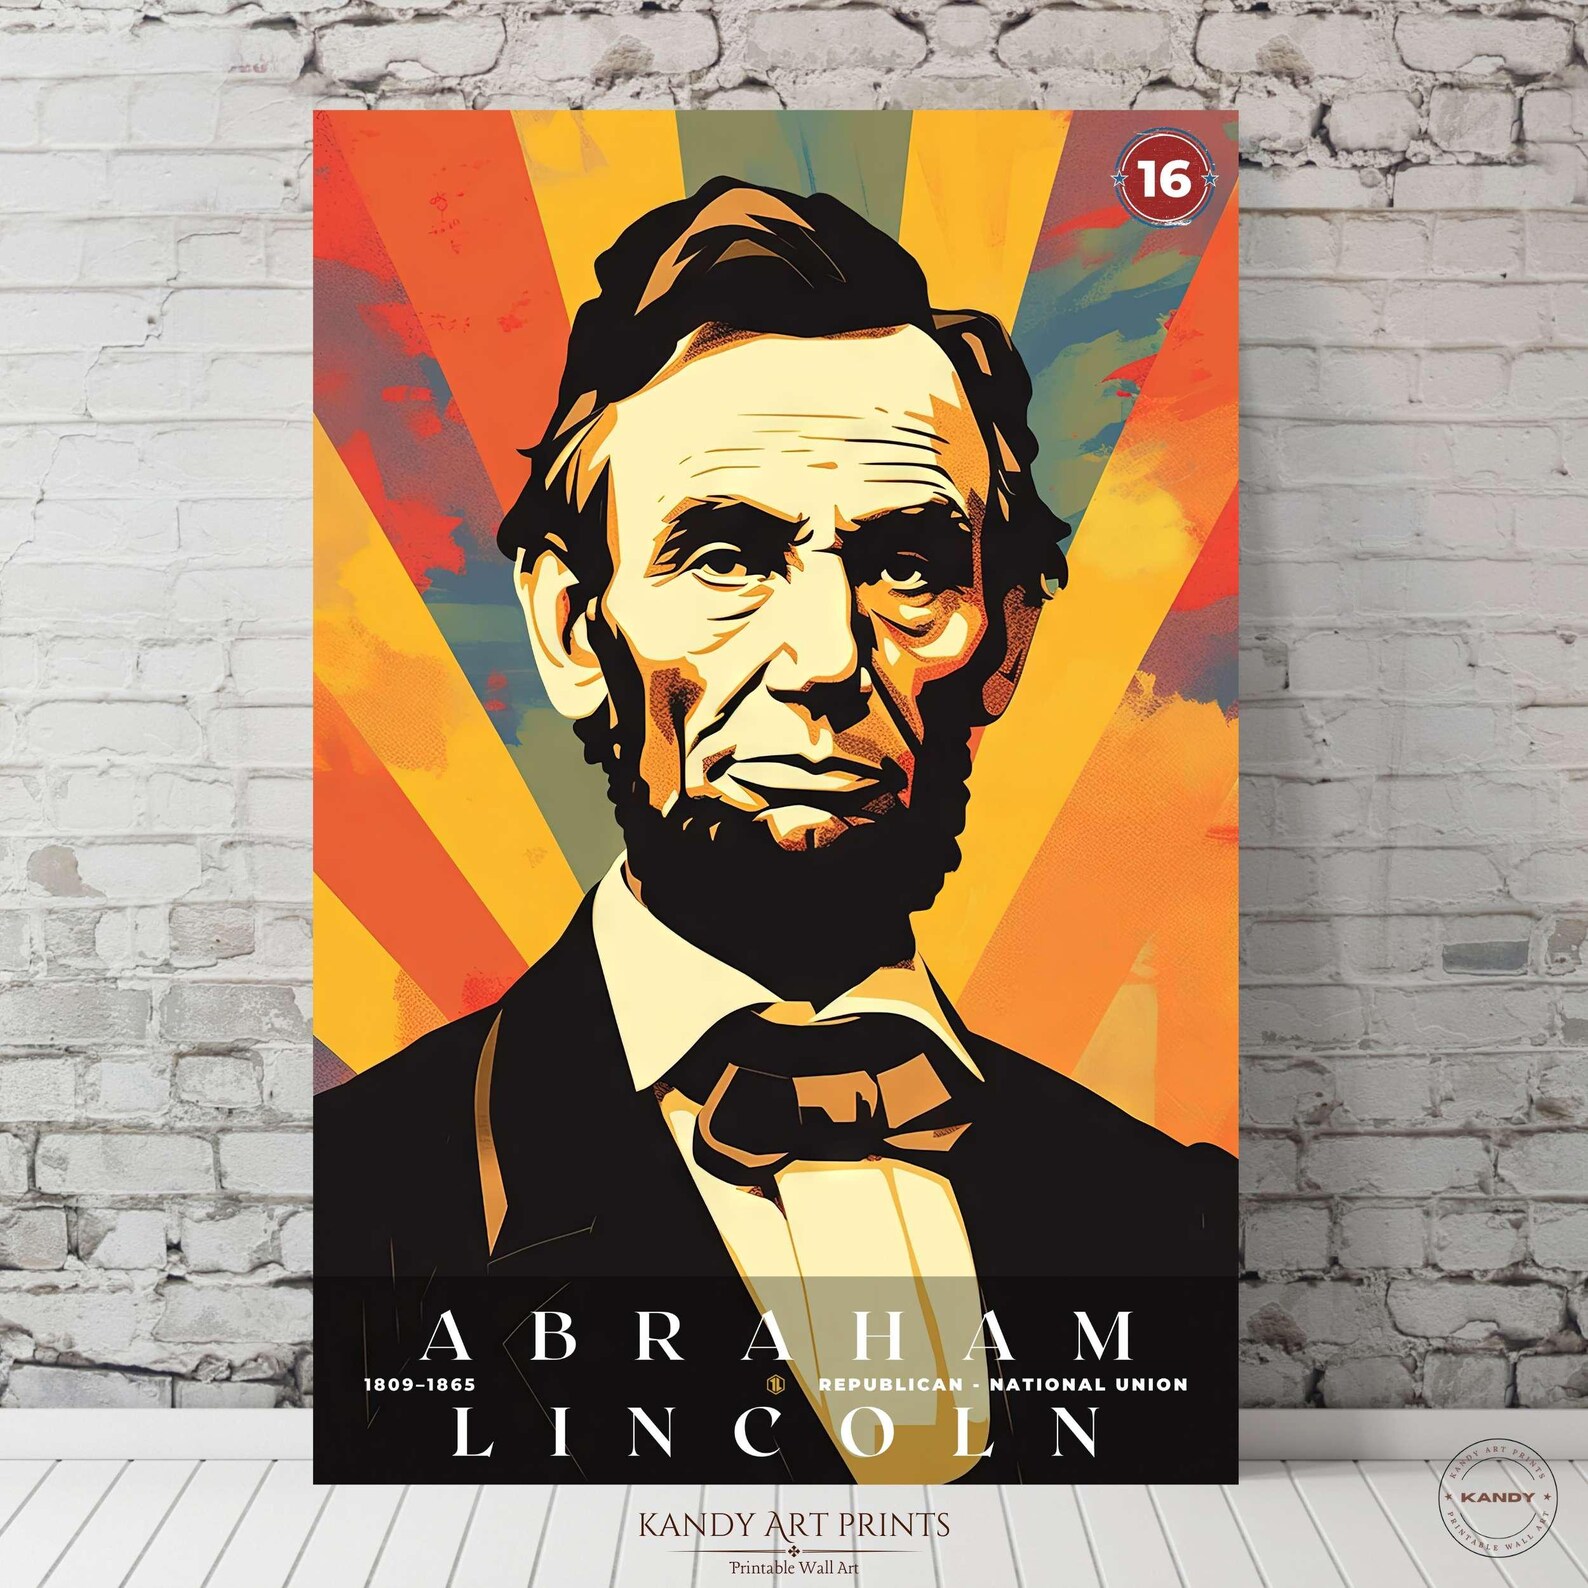 16
ABRAHAM
1809–1865
REPUBLICAN - NATIONAL UNION
LINCOLN
KANDY ART PRINTS
Printable Wall Art
KANDY ART PRINTS
KANDY
PRINTABLE WALL ART